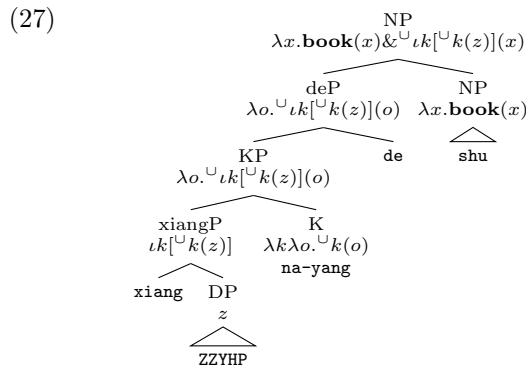 (27)
NP
λx.book(x)&∪ιk[∪k(z)](x)
deP NP
λo.∪ιk[∪k(z)](o) λx.book(x)
KP de shu
λo.∪ιk[∪k(z)](o)
xiangP K
ιk[∪k(z)] λkλo.∪k(o)
na-yang
xiang DP
z
ZZYHP